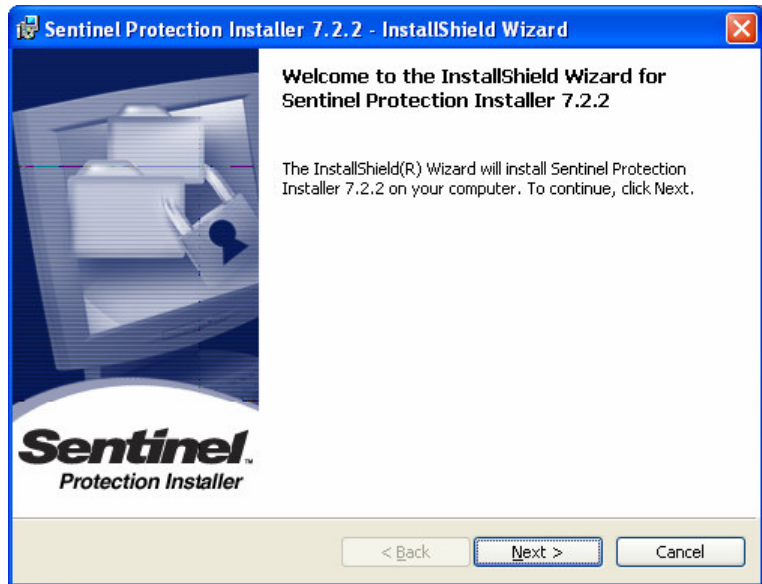 Sentinel Protection Installer 7.2.2 - InstallShield Wizard
Welcome to the InstallShield Wizard for
Sentinel Protection Installer 7.2.2
The InstallShield(R) Wizard will install Sentinel Protection
Installer 7.2.2 on your computer. To continue, click Next.
Sentinel™
Protection Installer
< Back
Next >
Cancel